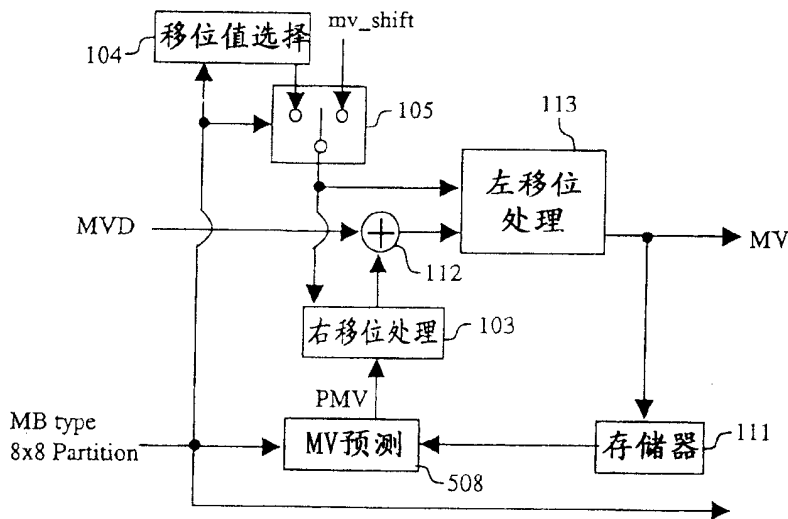 移位值选择
mv_shift
104
105
113
左移位
处理
MVD
MV
112
右移位处理
103
PMV
MB type
8x8 Partition
MV预测
存储器
111
508